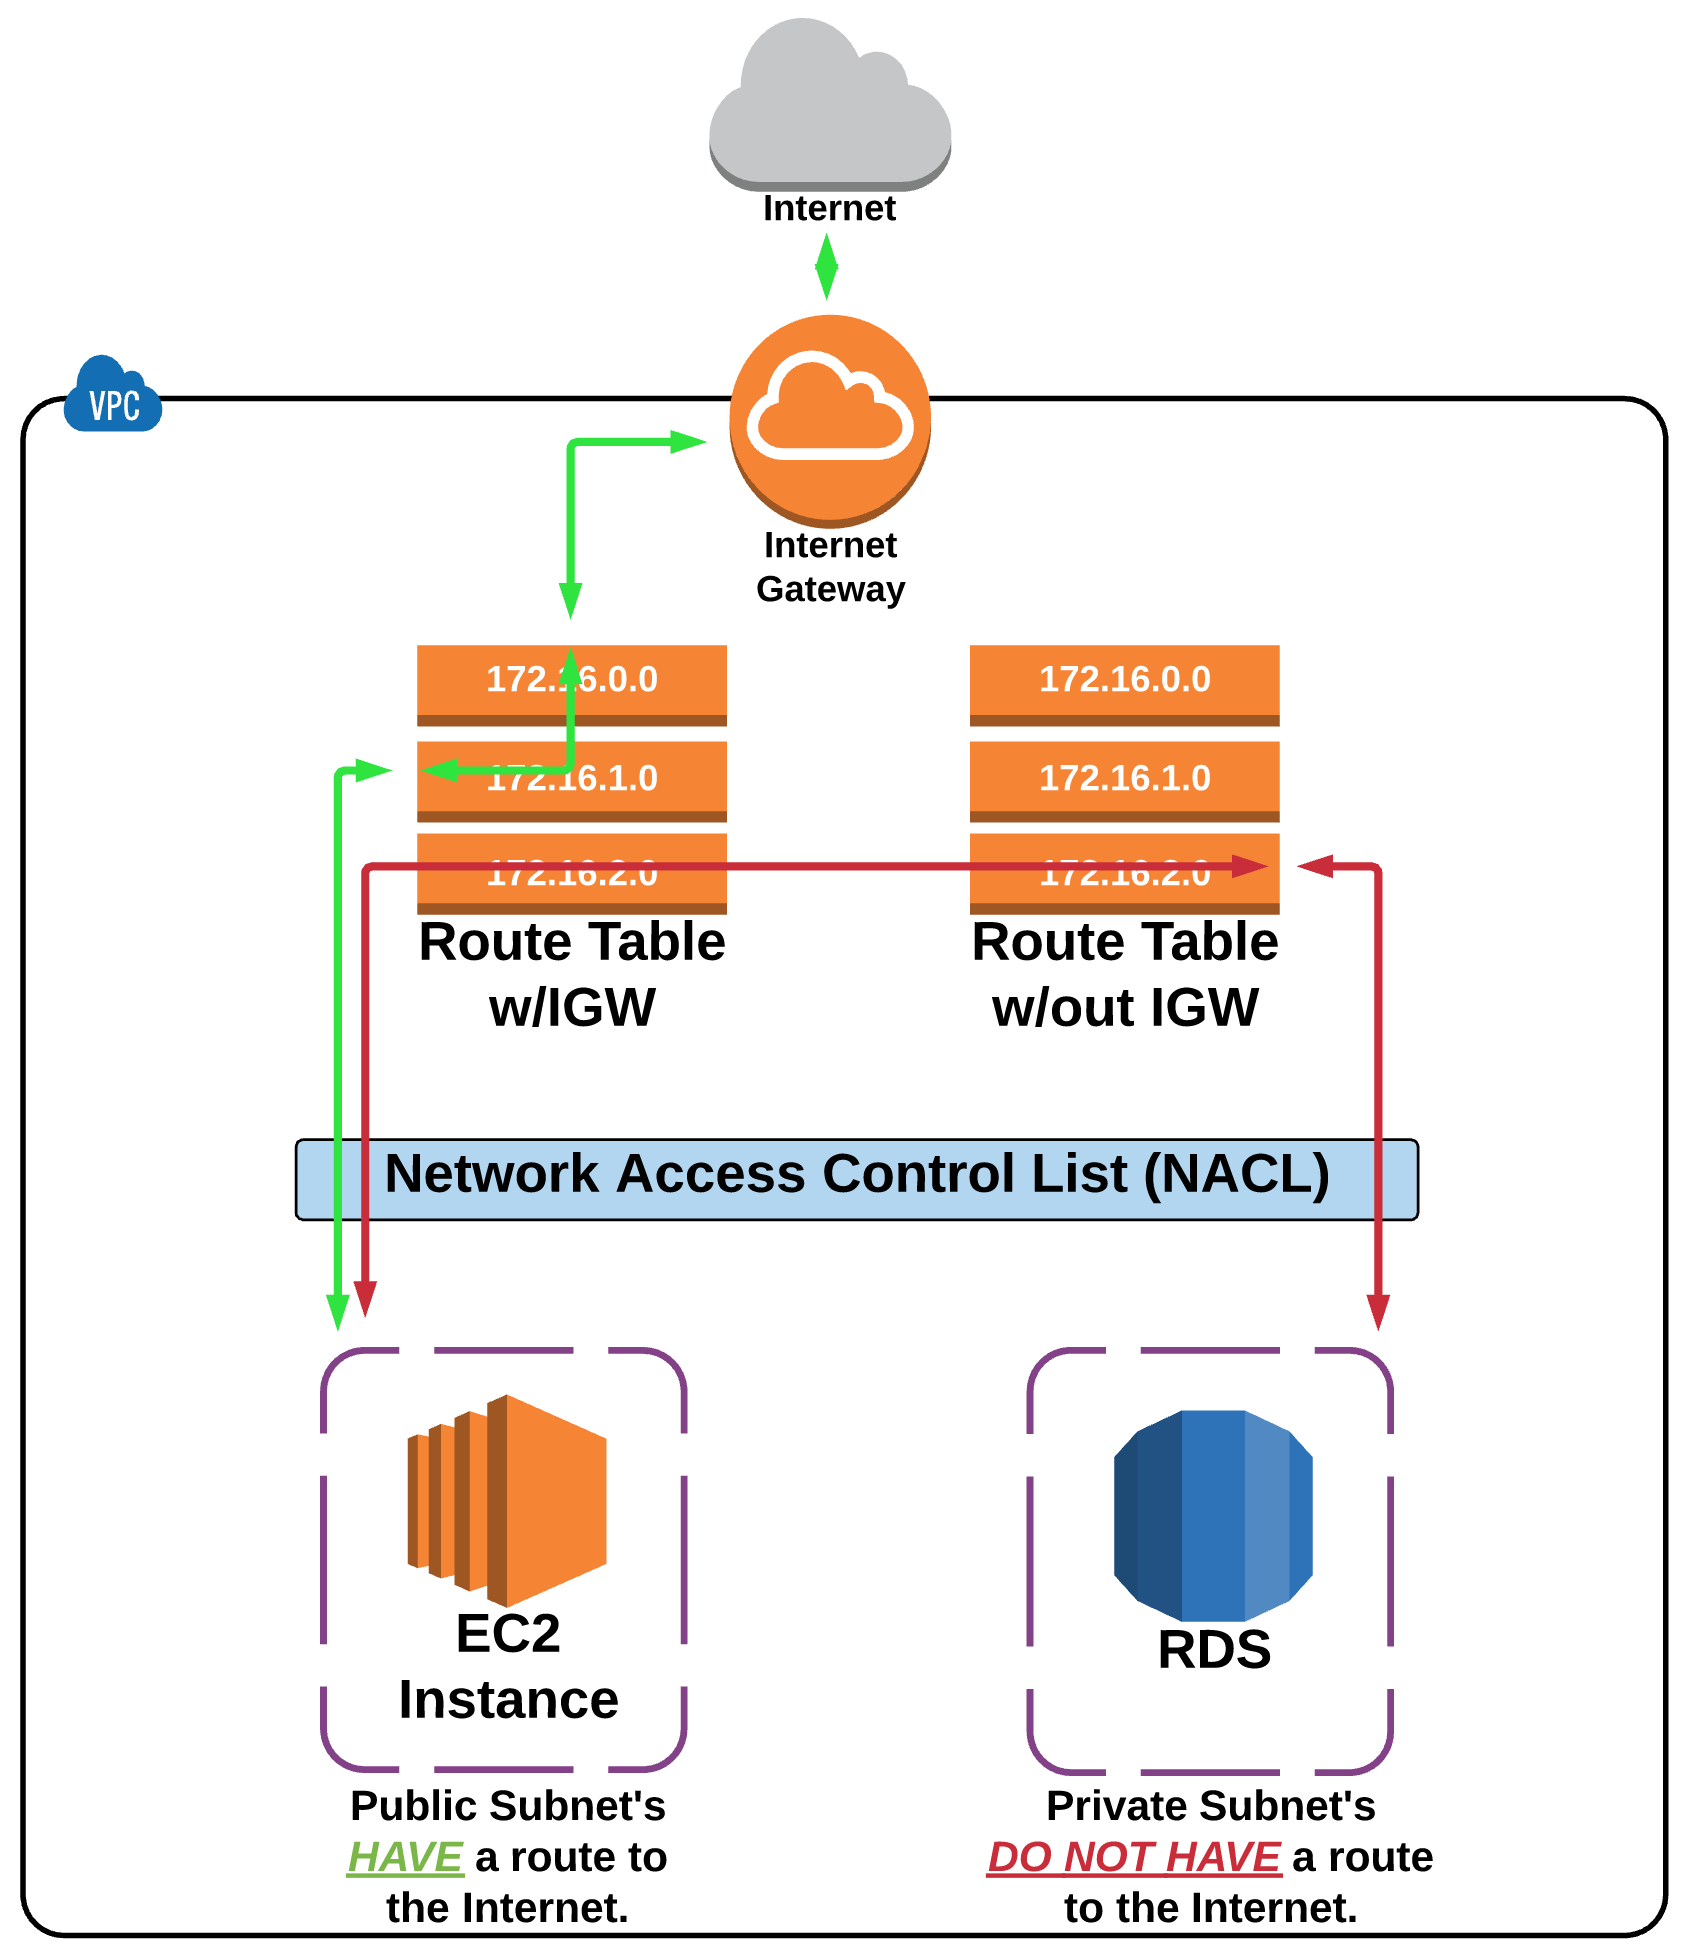 Internet
VPC
Internet
Gateway
172.16.0.0
172.16.0.0
172.16.1.0
172.16.1.0
172.16.2.0
172.16.2.0
Route Table
w/IGW
Route Table
w/out IGW
Network Access Control List (NACL)
EC2
Instance
RDS
Public Subnet's
HAVE a route to
the Internet.
Private Subnet's
DO NOT HAVE a route
to the Internet.